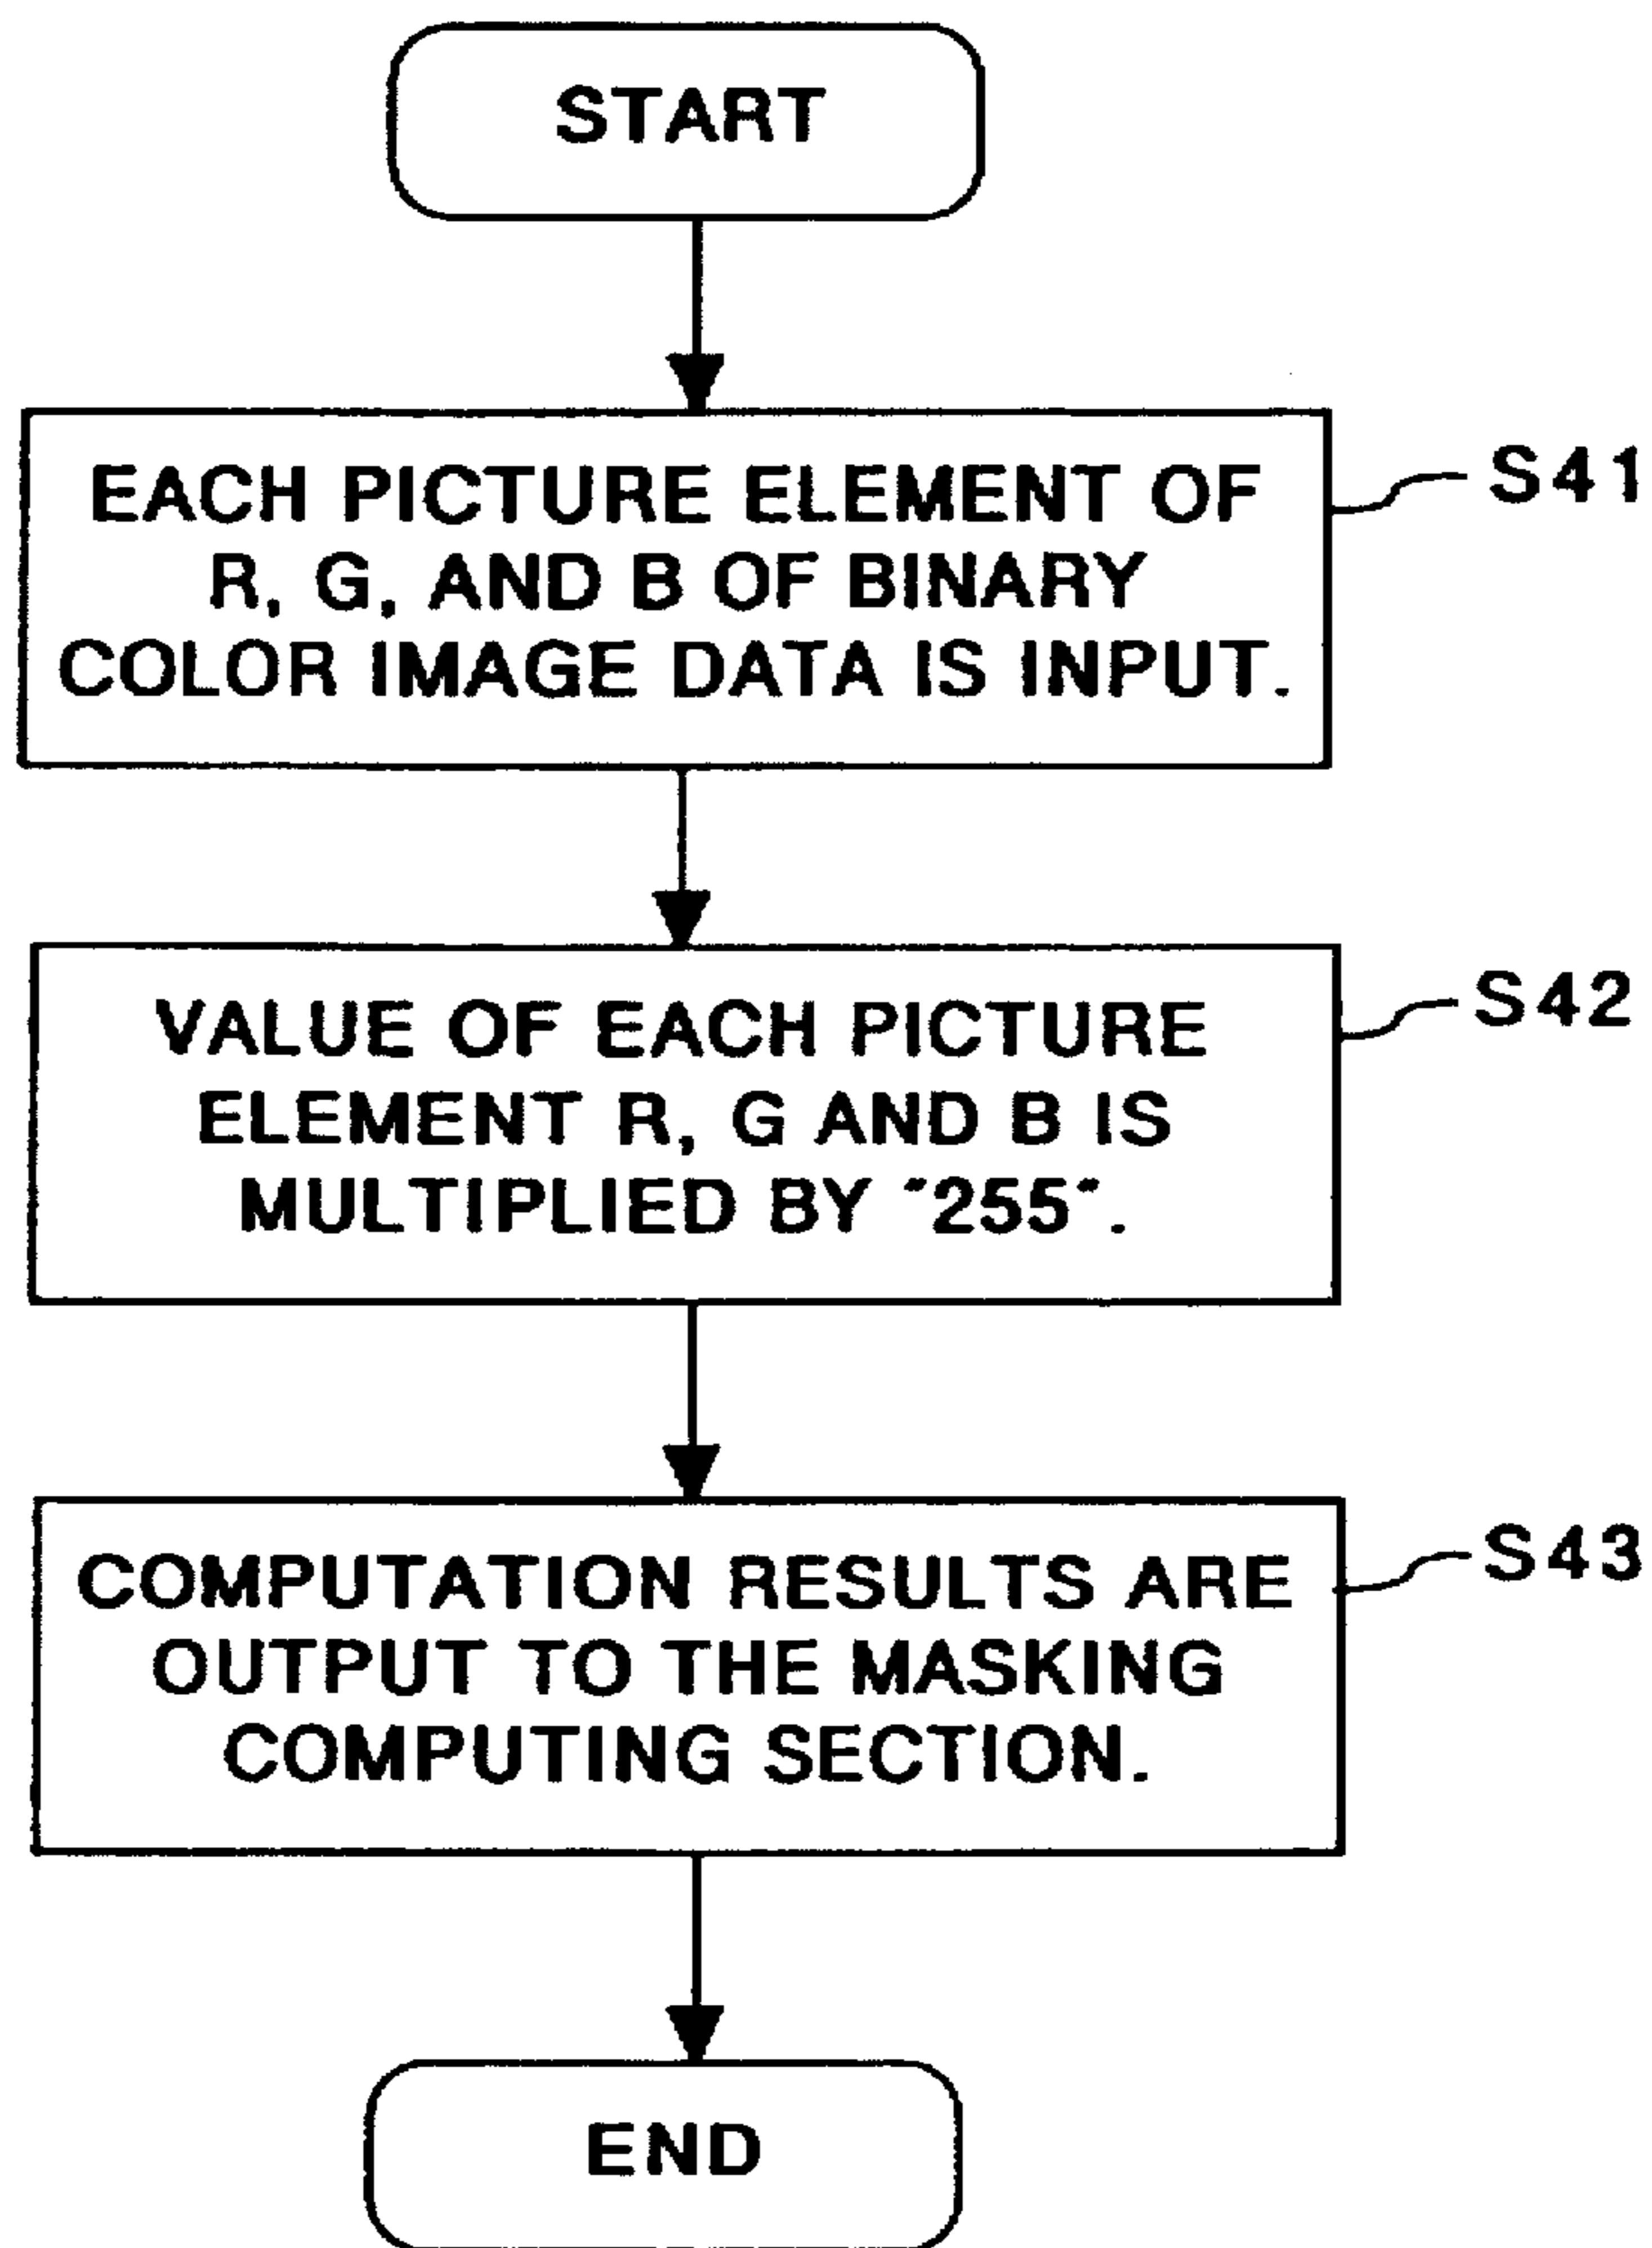 START
EACH PICTURE ELEMENT OF
R, G, AND B OF BINARY
COLOR IMAGE DATA IS INPUT.
S41
VALUE OF EACH PICTURE
ELEMENT R, G AND B IS
MULTIPLIED BY "255".
S42
COMPUTATION RESULTS ARE
OUTPUT TO THE MASKING
COMPUTING SECTION.
S43
END